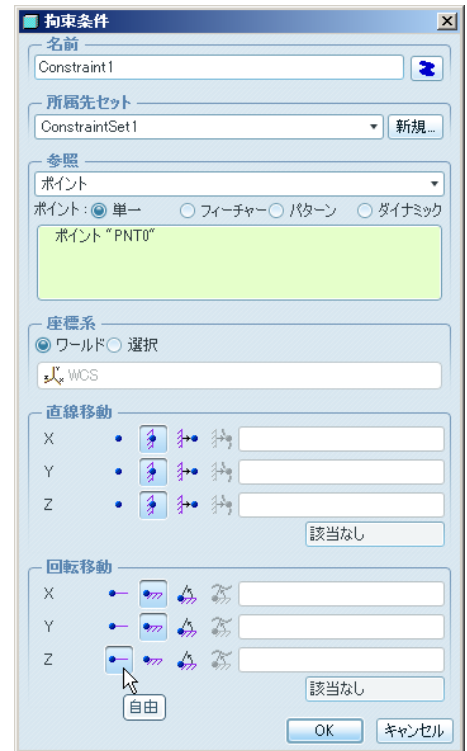 拘束条件
名前
Constraint1
所属先セット
ConstraintSet1 新規...
参照
ポイント
ポイント : 単一 フィーチャー パターン ダイナミック
ポイント "PNT0"
座標系
ワールド 選択
WCS
直線移動
X
Y
Z
該当なし
回転移動
X
Y
Z
自由
該当なし
OK キャンセル